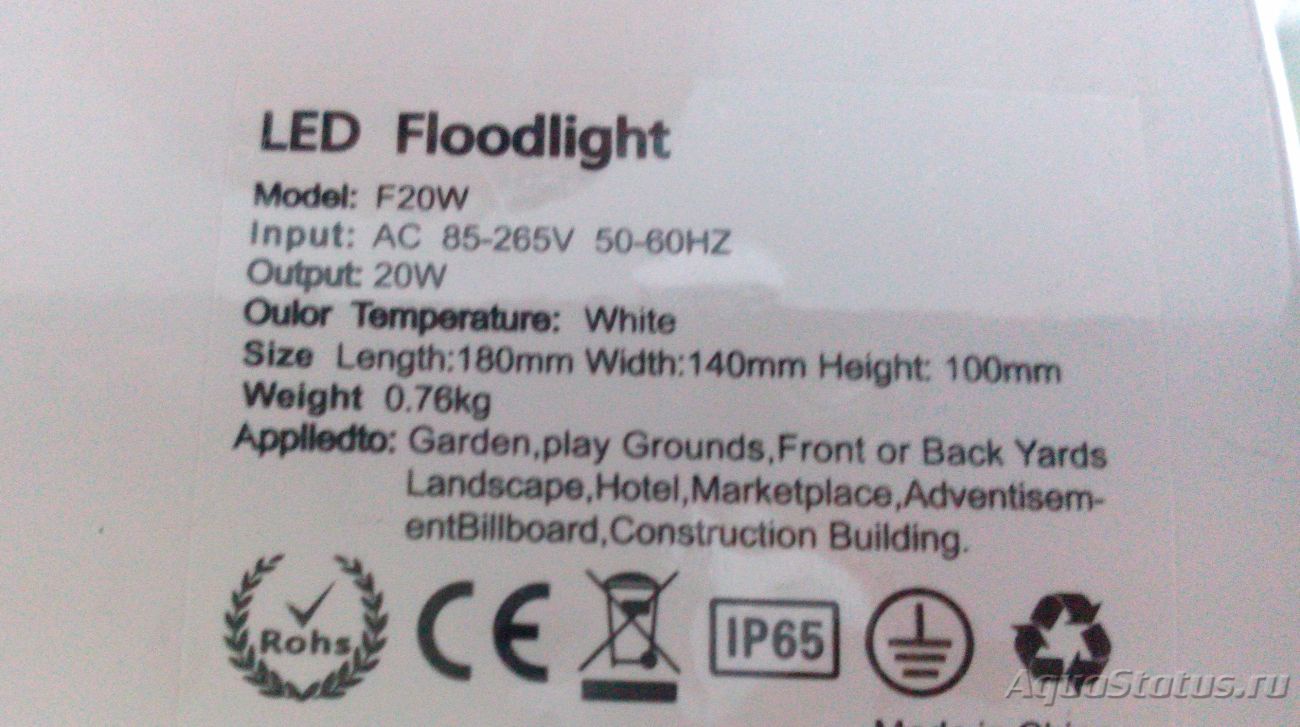 LED Floodlight
Model: F20W
Input: AC 85-265V 50-60HZ
Output: 20W
Oulor Temperature: White
Size Length:180mm Width:140mm Height: 100mm
Weight 0.76kg
Appliedto: Garden,play Grounds,Front or Back Yards
Landscape,Hotel,Marketplace,Adventisem-
entBillboard,Construction Building.
Rohs CE IP65
AquaStatus.ru
Made in